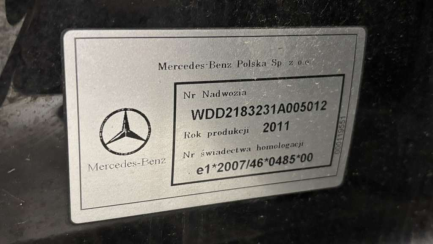 Mercedes-Benz Polska Sp. z o.o.
Nr Nadwozia
WDD2183231A005012
Rok produkcji 2011
Nr świadectwa homologacji
e1*2007/46*0485*00
Mercedes-Benz